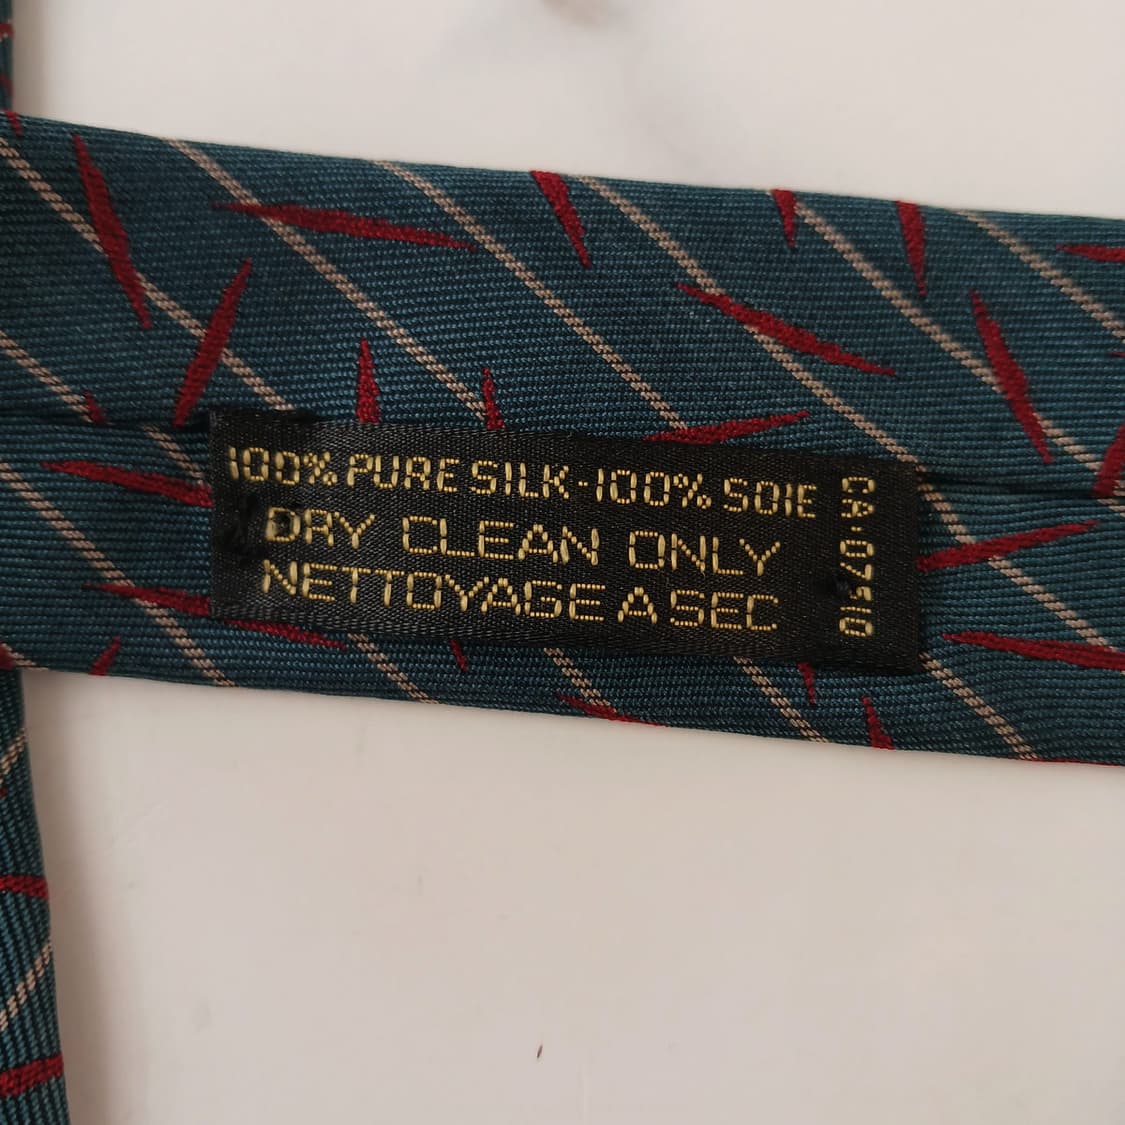 100% PURE SILK-100% SOIE
DRY CLEAN ONLY
NETTOYAGE A SEC
CA·07510